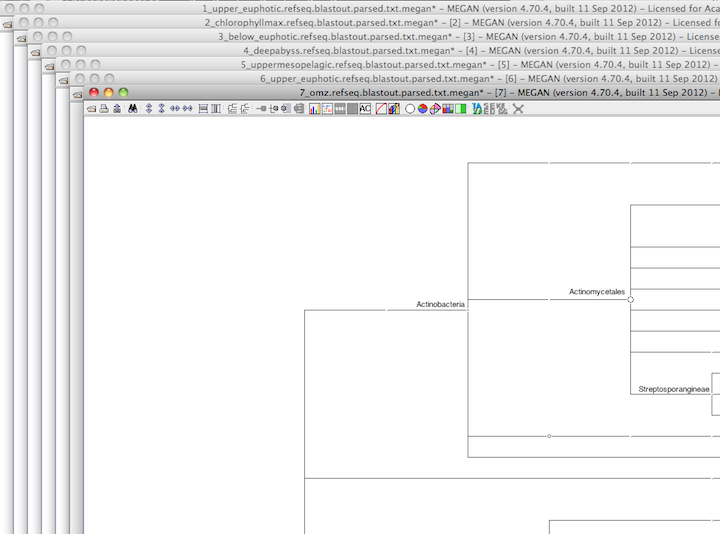 1_upper_euphotic.refseq.blastout.parsed.txt.megan* – MEGAN (version 4.70.4, built 11 Sep 2012) – Licensed for Aca
2_chlorophyllmax.refseq.blastout.parsed.txt.megan* – [2] – MEGAN (version 4.70.4, built 11 Sep 2012) – Licensed fo
3_below_euphotic.refseq.blastout.parsed.txt.megan* – [3] – MEGAN (version 4.70.4, built 11 Sep 2012) – License
4_deepabyss.refseq.blastout.parsed.txt.megan* – [4] – MEGAN (version 4.70.4, built 11 Sep 2012) – Licens
5_uppermesopelagic.refseq.blastout.parsed.txt.megan* – [5] – MEGAN (version 4.70.4, built 11 Sep 2012) –
6_upper_euphotic.refseq.blastout.parsed.txt.megan* – [6] – MEGAN (version 4.70.4, built 11 Sep 2012)
7_omz.refseq.blastout.parsed.txt.megan* – [7] – MEGAN (version 4.70.4, built 11 Sep 2012) – L
AC
Actinomycetales
Actinobacteria
Streptosporangineae